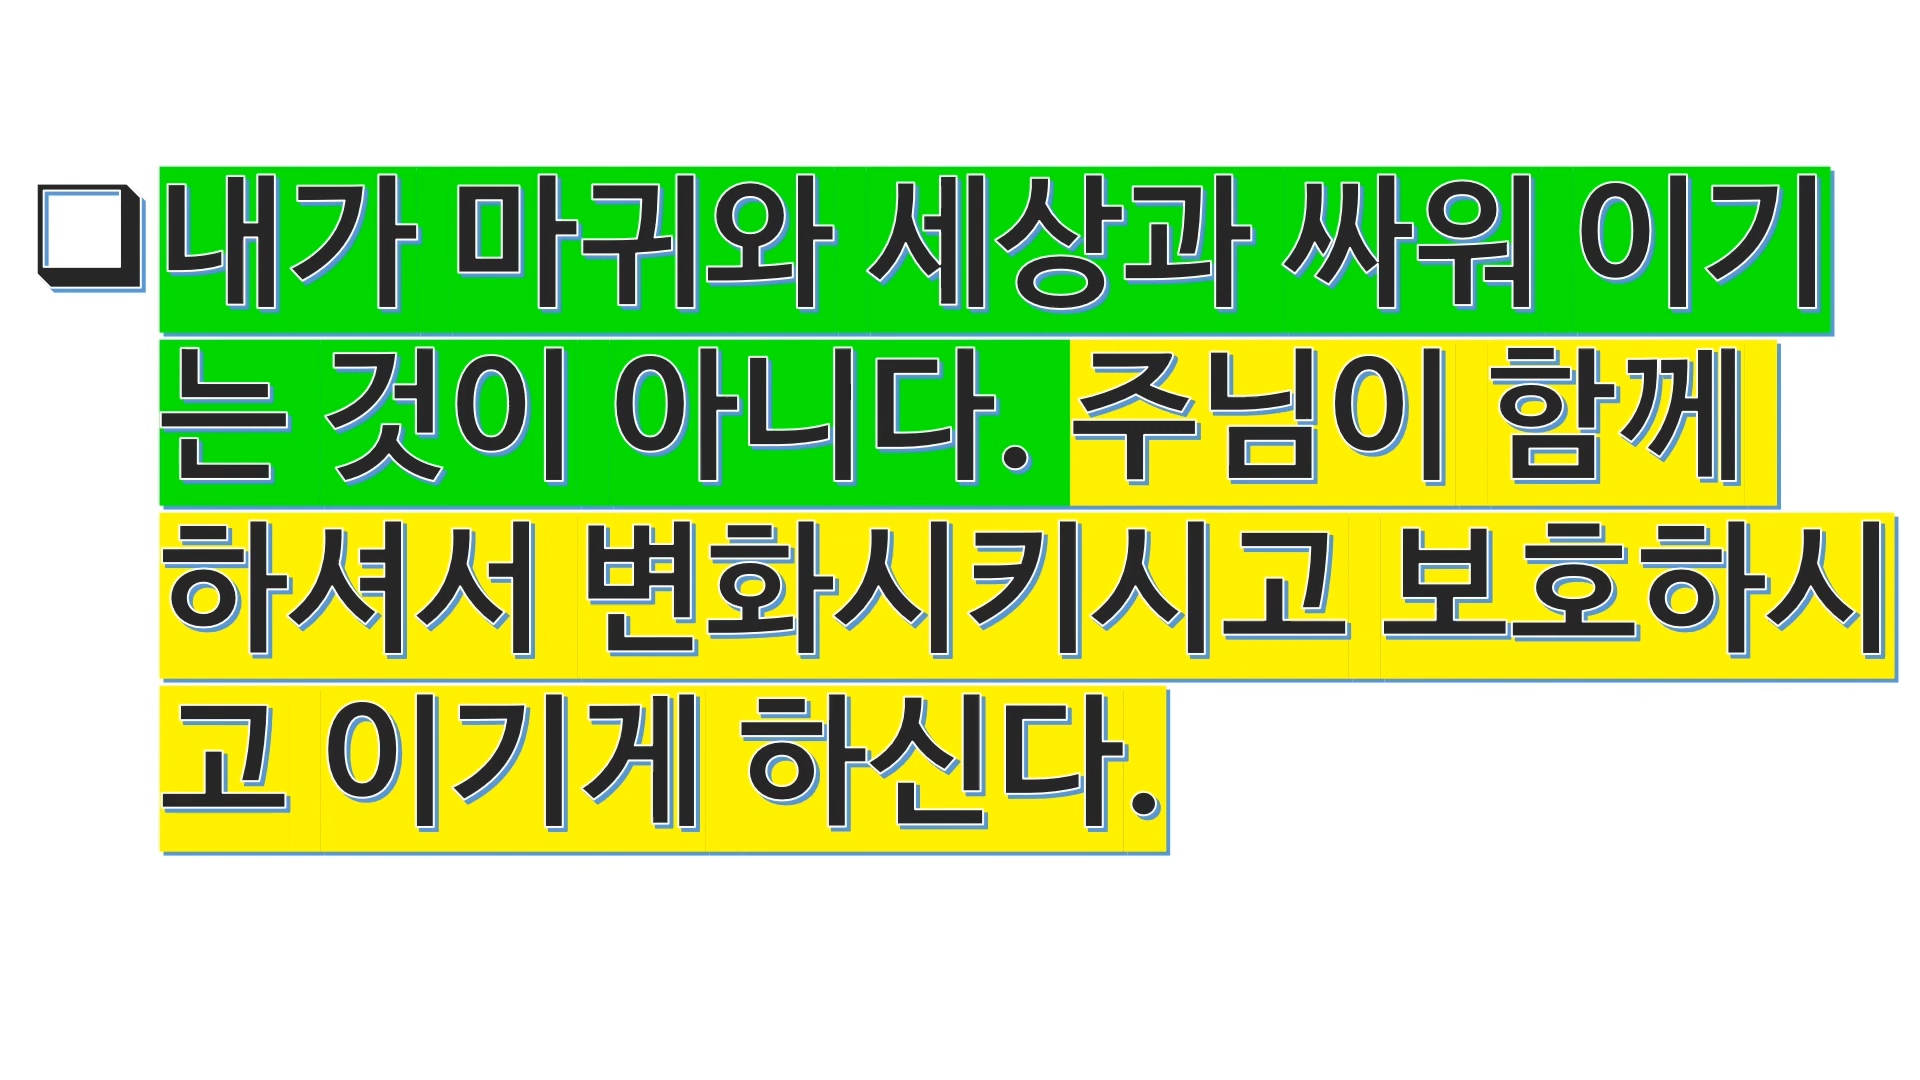 ❑내가 마귀와 세상과 싸워 이기
는 것이 아니다. 주님이 함께
하셔서 변화시키시고 보호하시
고 이기게 하신다.